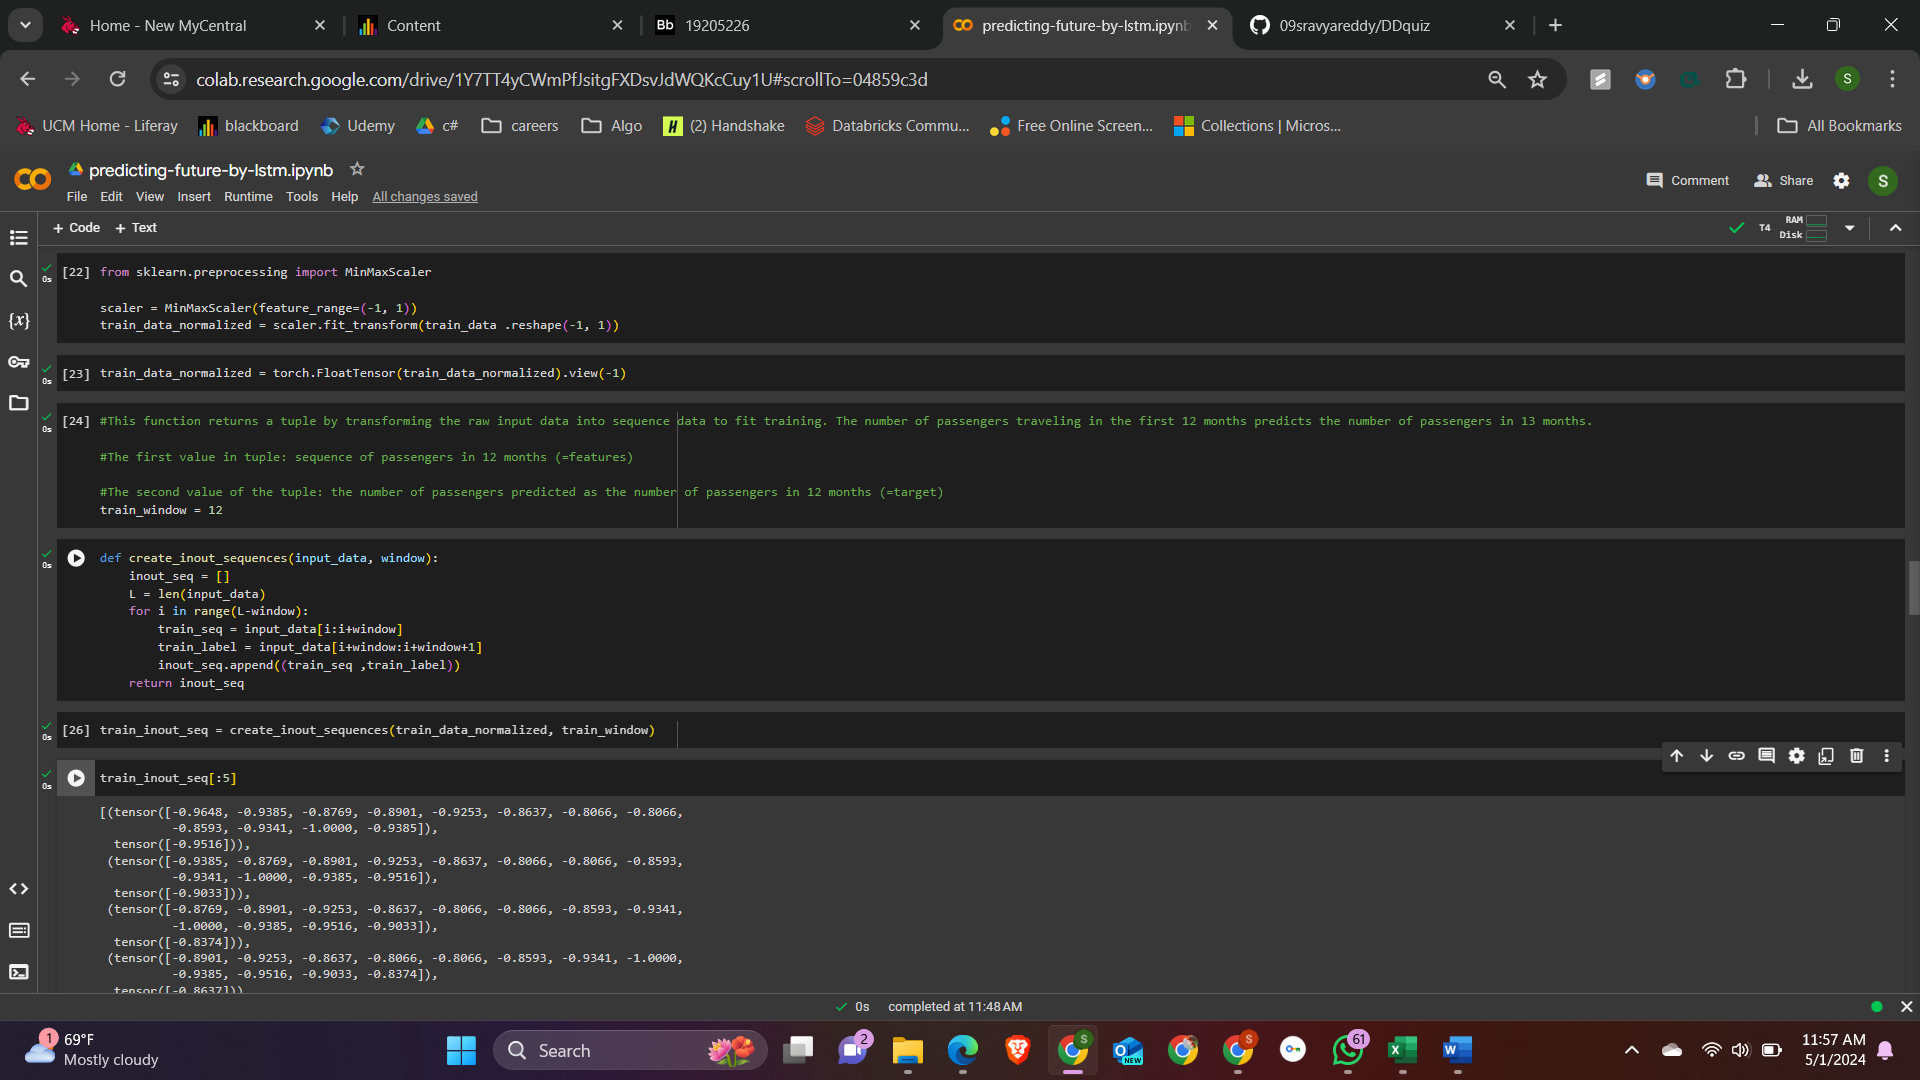 Home - New MyCentral
Content
Bb 19205226
predicting-future-by-lstm.ipynb
09sravyareddy/DDquiz
colab.research.google.com/drive/1Y7TT4yCWmPfJsitgFXDsvJdWQKcCuy1U#scrollTo=04859c3d
S
UCM Home - Liferay
blackboard
Udemy
c#
careers
Algo
(2) Handshake
Databricks Commu...
Free Online Screen...
Collections | Micros...
All Bookmarks
predicting-future-by-lstm.ipynb
File Edit View Insert Runtime Tools Help All changes saved
Comment
Share
S
+ Code + Text
T4
RAM
Disk
0s
[22] from sklearn.preprocessing import MinMaxScaler
scaler = MinMaxScaler(feature_range=(-1, 1))
train_data_normalized = scaler.fit_transform(train_data .reshape(-1, 1))
0s
[23] train_data_normalized = torch.FloatTensor(train_data_normalized).view(-1)
0s
[24] #This function returns a tuple by transforming the raw input data into sequence data to fit training. The number of passengers traveling in the first 12 months predicts the number of passengers in 13 months.
#The first value in tuple: sequence of passengers in 12 months (=features)
#The second value of the tuple: the number of passengers predicted as the number of passengers in 12 months (=target)
train_window = 12
0s
def create_inout_sequences(input_data, window):
inout_seq = []
L = len(input_data)
for i in range(L-window):
train_seq = input_data[i:i+window]
train_label = input_data[i+window:i+window+1]
inout_seq.append((train_seq ,train_label))
return inout_seq
0s
[26] train_inout_seq = create_inout_sequences(train_data_normalized, train_window)
0s
train_inout_seq[:5]
[(tensor([-0.9648, -0.9385, -0.8769, -0.8901, -0.9253, -0.8637, -0.8066, -0.8066,
-0.8593, -0.9341, -1.0000, -0.9385]),
tensor([-0.9516])),
(tensor([-0.9385, -0.8769, -0.8901, -0.9253, -0.8637, -0.8066, -0.8066, -0.8593,
-0.9341, -1.0000, -0.9385, -0.9516]),
tensor([-0.9033])),
(tensor([-0.8769, -0.8901, -0.9253, -0.8637, -0.8066, -0.8066, -0.8593, -0.9341,
-1.0000, -0.9385, -0.9516, -0.9033]),
tensor([-0.8374])),
(tensor([-0.8901, -0.9253, -0.8637, -0.8066, -0.8066, -0.8593, -0.9341, -1.0000,
-0.9385, -0.9516, -0.9033, -0.8374]),
tensor([-0.8637])),
0s completed at 11:48 AM
1
69°F
Mostly cloudy
Search
2
S
NEW
S
61
11:57 AM
5/1/2024